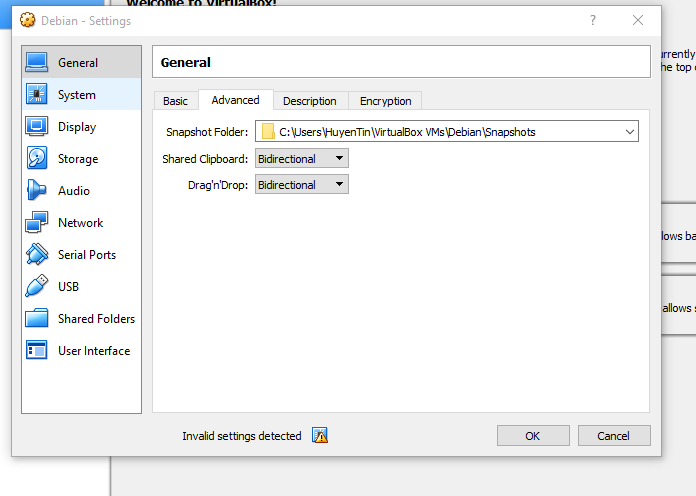 Welcome to VirtualBox!
Debian - Settings
?
General
System
Display
Storage
Audio
Network
Serial Ports
USB
Shared Folders
User Interface
General
Basic
Advanced
Description
Encryption
Snapshot Folder:
C:\Users\HuyenTin\VirtualBox VMs\Debian\Snapshots
Shared Clipboard:
Bidirectional
Drag'n'Drop:
Bidirectional
Invalid settings detected
OK
Cancel
urrently
he top
lows ba
allows